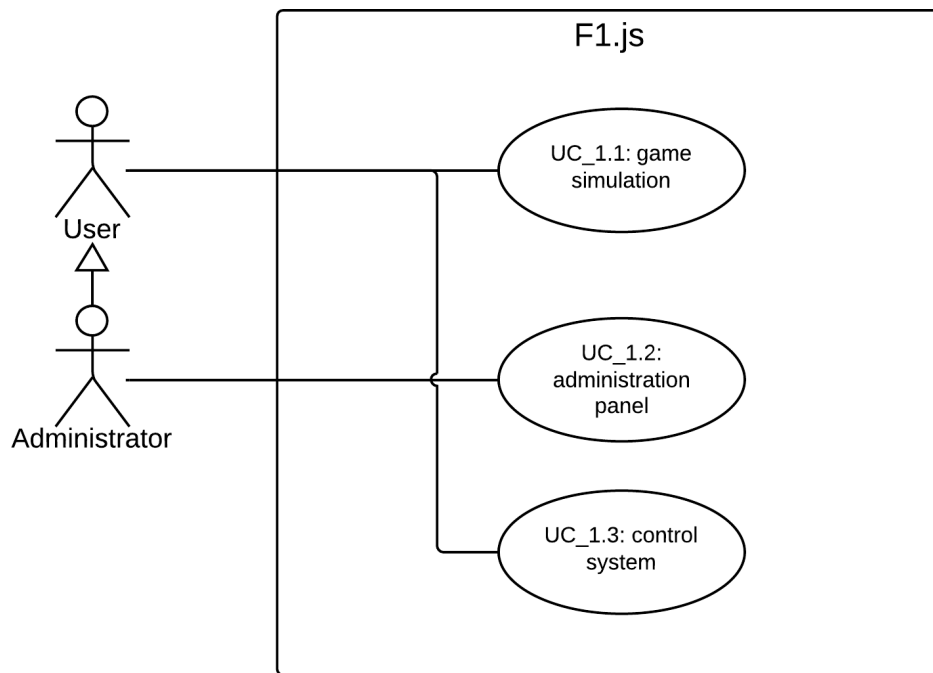 F1.js
UC_1.1: game
simulation
User
UC_1.2:
administration
panel
Administrator
UC_1.3: control
system